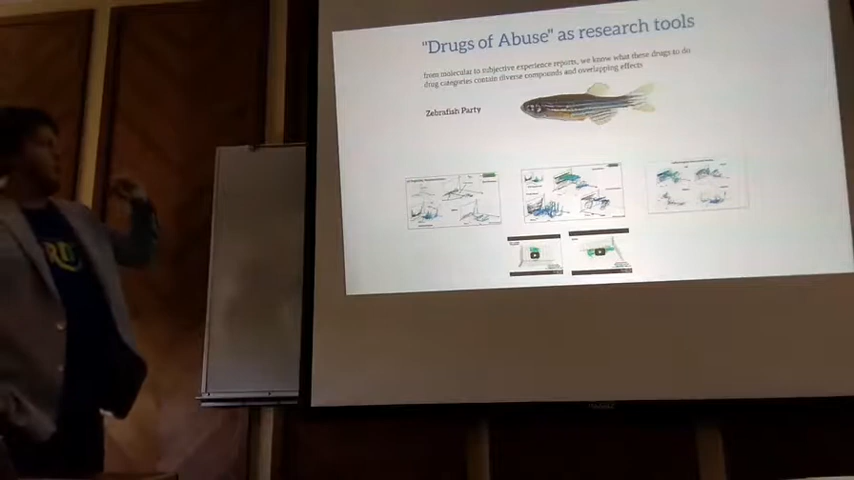 "Drugs of Abuse" as research tools
from molecular to subjective experience reports, we know what these drugs to do
drug categories contain diverse compounds and overlapping effects
Zebrafish Party